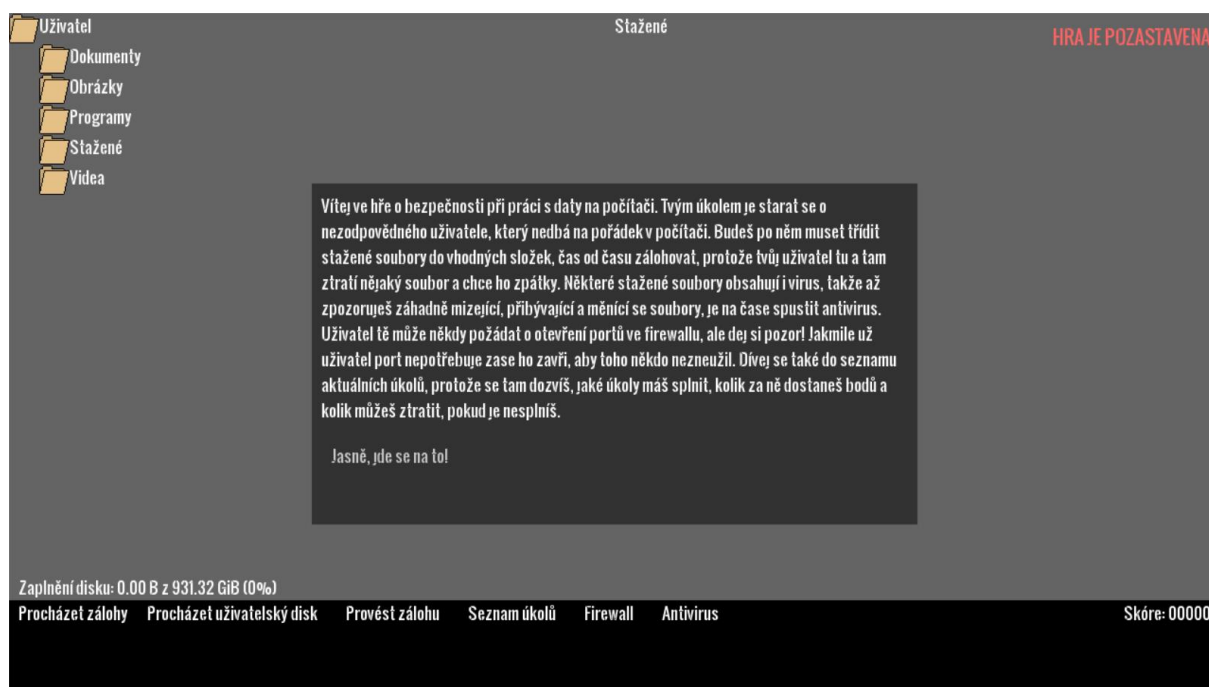 Uživatel
Stažené
HRA JE POZASTAVENA
Dokumenty
Obrázky
Programy
Stažené
Videa
Vítej ve hře o bezpečnosti při práci s daty na počítači. Tvým úkolem je starat se o
nezodpovědného uživatele, který nedbá na pořádek v počítači. Budeš po něm muset třídit
stažené soubory do vhodných složek, čas od času zálohovat, protože tvůj uživatel tu a tam
ztratí nějaký soubor a chce ho zpátky. Některé stažené soubory obsahují i virus, takže až
zpozoruješ záhadně mizející, přibývající a měnící se soubory, je na čase spustit antivirus.
Uživatel tě může někdy požádat o otevření portů ve firewallu, ale dej si pozor! Jakmile už
uživatel port nepotřebuje zase ho zavři, aby toho někdo nezneužil. Dívej se také do seznamu
aktuálních úkolů, protože se tam dozvíš, jaké úkoly máš splnit, kolik za ně dostaneš bodů a
kolik můžeš ztratit, pokud je nesplníš.
Jasně, jde se na to!
Zaplnění disku: 0.00 B z 931.32 GiB (0%)
Procházet zálohy Procházet uživatelský disk Provést zálohu Seznam úkolů Firewall Antivirus Skóre: 00000